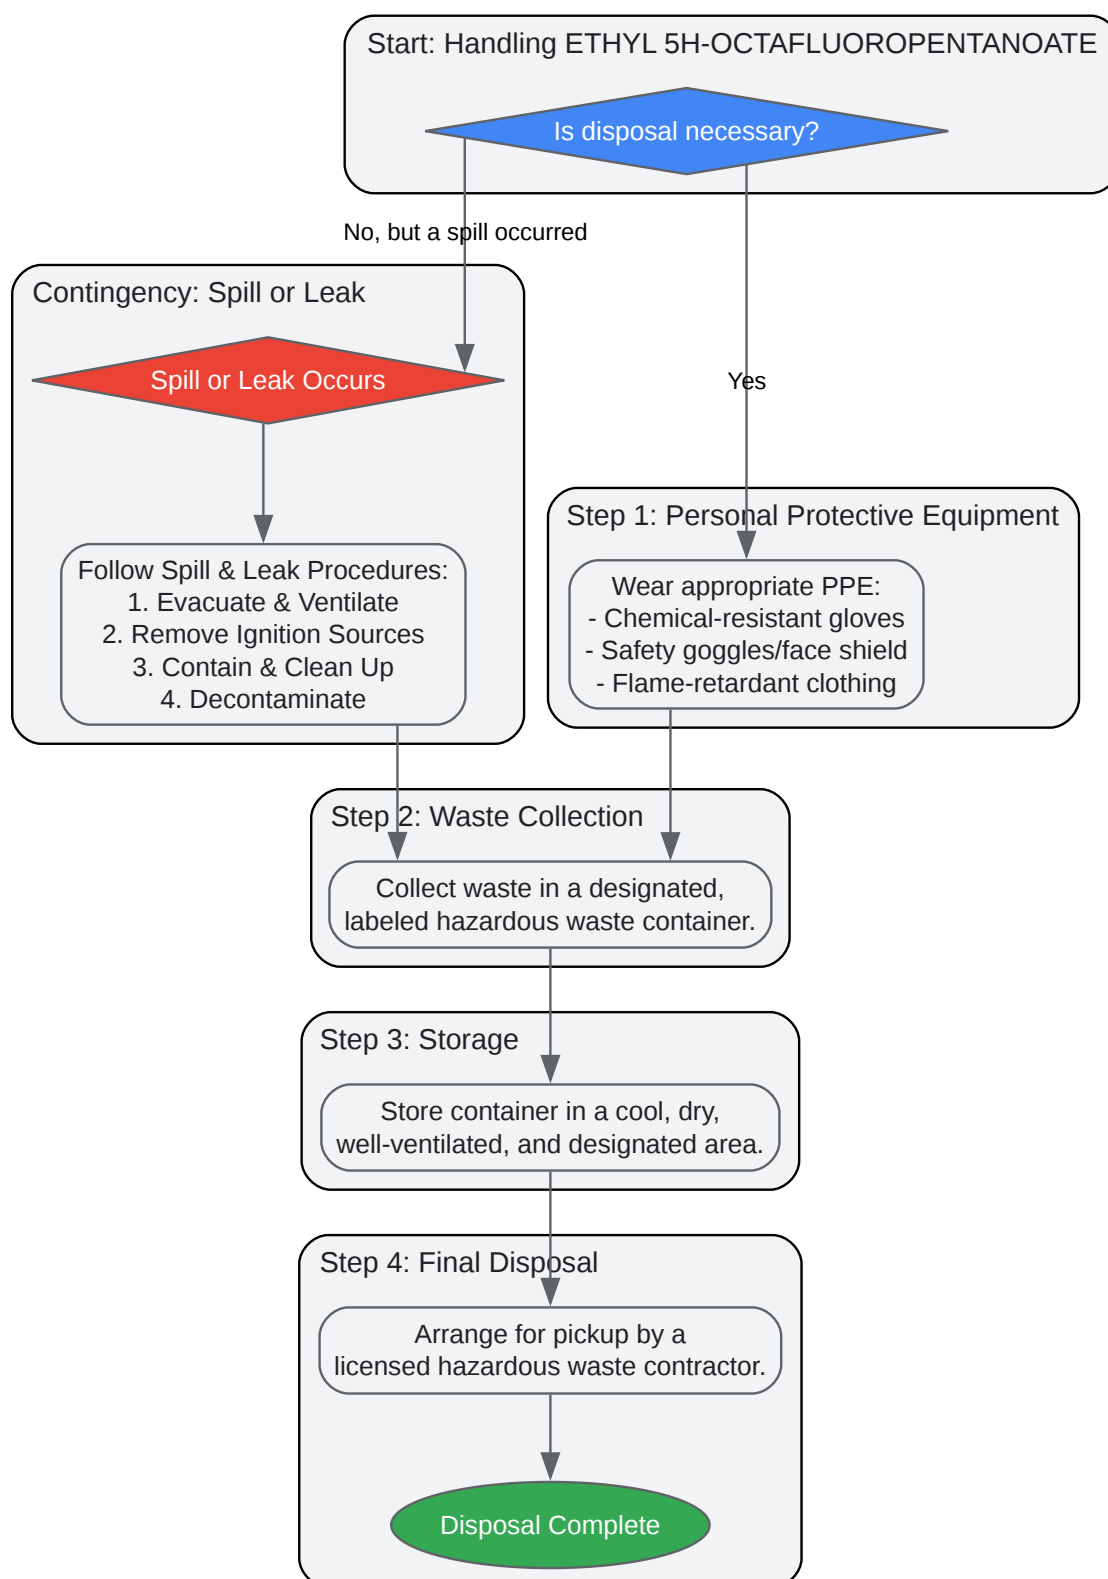 Start: Handling ETHYL 5H-OCTAFLUOROPENTANOATE
Is disposal necessary?
No, but a spill occurred
Contingency: Spill or Leak
Spill or Leak Occurs
Yes
Step 1: Personal Protective Equipment
Follow Spill & Leak Procedures:
1. Evacuate & Ventilate
2. Remove Ignition Sources
3. Contain & Clean Up
4. Decontaminate
Wear appropriate PPE:
- Chemical-resistant gloves
- Safety goggles/face shield
- Flame-retardant clothing
Step 2: Waste Collection
Collect waste in a designated,
labeled hazardous waste container.
Step 3: Storage
Store container in a cool, dry,
well-ventilated, and designated area.
Step 4: Final Disposal
Arrange for pickup by a
licensed hazardous waste contractor.
Disposal Complete